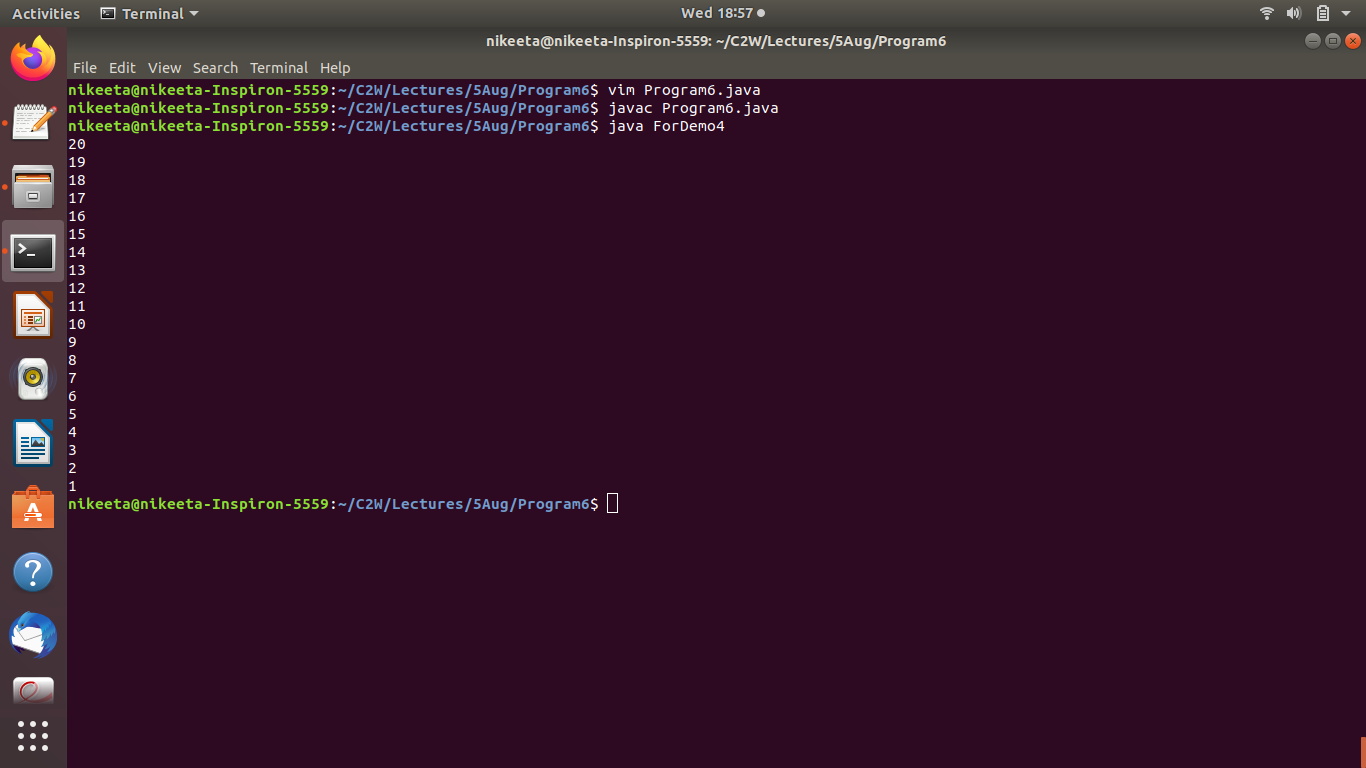 Activities Terminal Wed 18:57
nikeeta@nikeeta-Inspiron-5559: ~/C2W/Lectures/5Aug/Program6
File Edit View Search Terminal Help
nikeeta@nikeeta-Inspiron-5559:~/C2W/Lectures/5Aug/Program6$ vim Program6.java
nikeeta@nikeeta-Inspiron-5559:~/C2W/Lectures/5Aug/Program6$ javac Program6.java
nikeeta@nikeeta-Inspiron-5559:~/C2W/Lectures/5Aug/Program6$ java ForDemo4
20
19
18
17
16
15
14
13
12
11
10
9
8
7
6
5
4
3
2
1
nikeeta@nikeeta-Inspiron-5559:~/C2W/Lectures/5Aug/Program6$